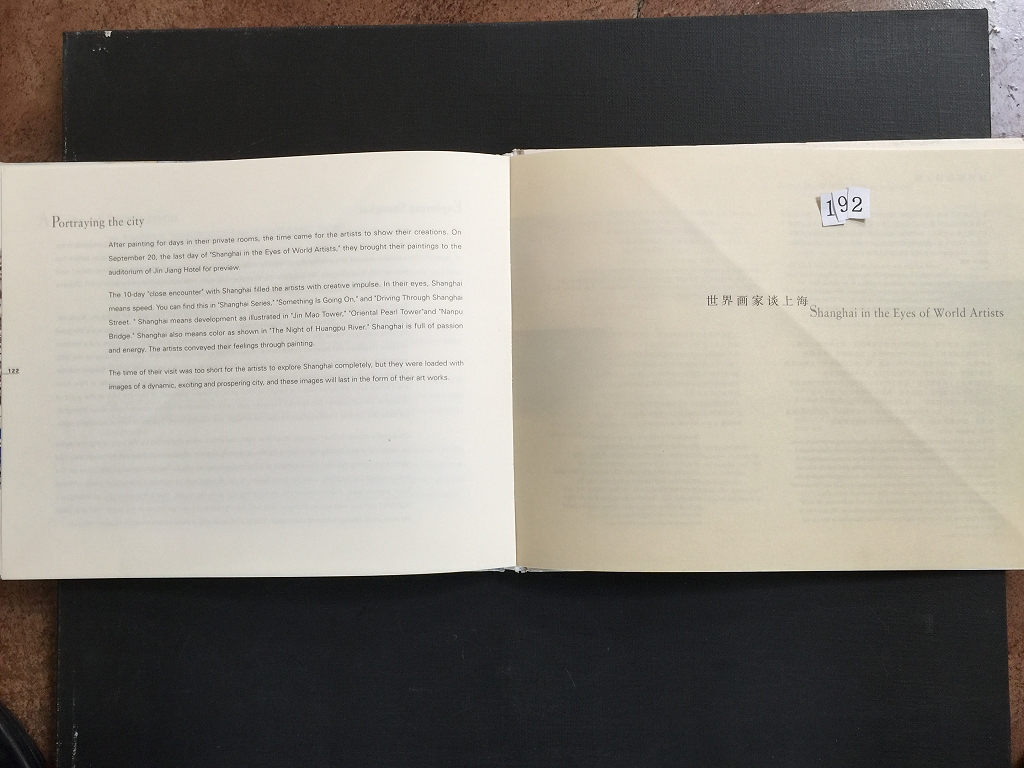 Portraying the city
After painting for days in their private rooms, the time came for the artists to show their creations. On
September 20, the last day of "Shanghai in the Eyes of World Artists," they brought their paintings to the
auditorium of Jin Jiang Hotel for preview.
The 10-day "close encounter" with Shanghai filled the artists with creative impulse. In their eyes, Shanghai
means speed. You can find this in "Shanghai Series," "Something Is Going On," and "Driving Through Shanghai
Street. " Shanghai means development as illustrated in "Jin Mao Tower," "Oriental Pearl Tower"and "Nanpu
Bridge." Shanghai also means color as shown in "The Night of Huangpu River." Shanghai is full of passion
and energy. The artists conveyed their feelings through painting.
The time of their visit was too short for the artists to explore Shanghai completely, but they were loaded with
images of a dynamic, exciting and prospering city, and these images will last in the form of their art works.
122
192
世界画家谈上海
Shanghai in the Eyes of World Artists